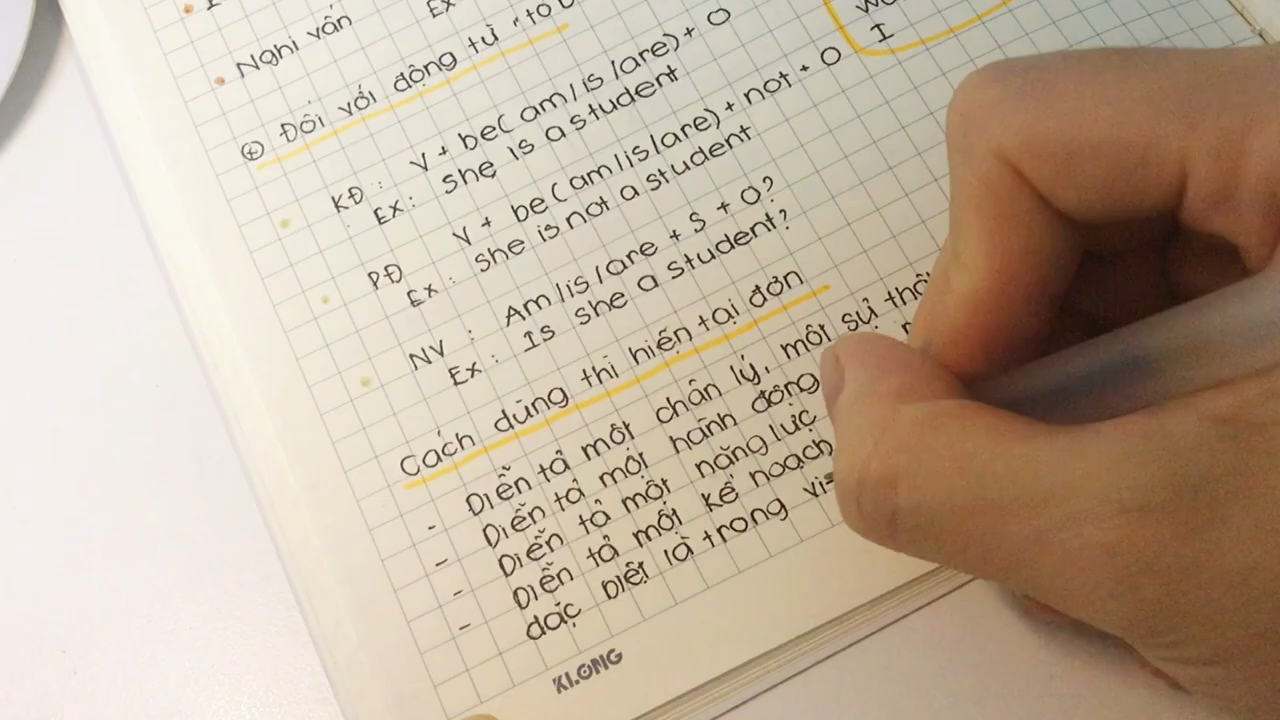 • Nghi vấn
Ex
⊕ Đối với động từ "to
KĐ : V + be( am / is / are) + O
Ex : She is a student
PĐ V + be( am / is / are) + not + O
Ex : She is not a student
NV : Am / is / are + S + O?
Ex : Is she a student?
I
Cách dùng thì hiện tại đơn
- Diễn tả một chân lý, một sự
- Diễn tả một hành động
- Diễn tả một năng lực
- Diễn tả một kế hoạch
đặc biệt là trong
KLONG